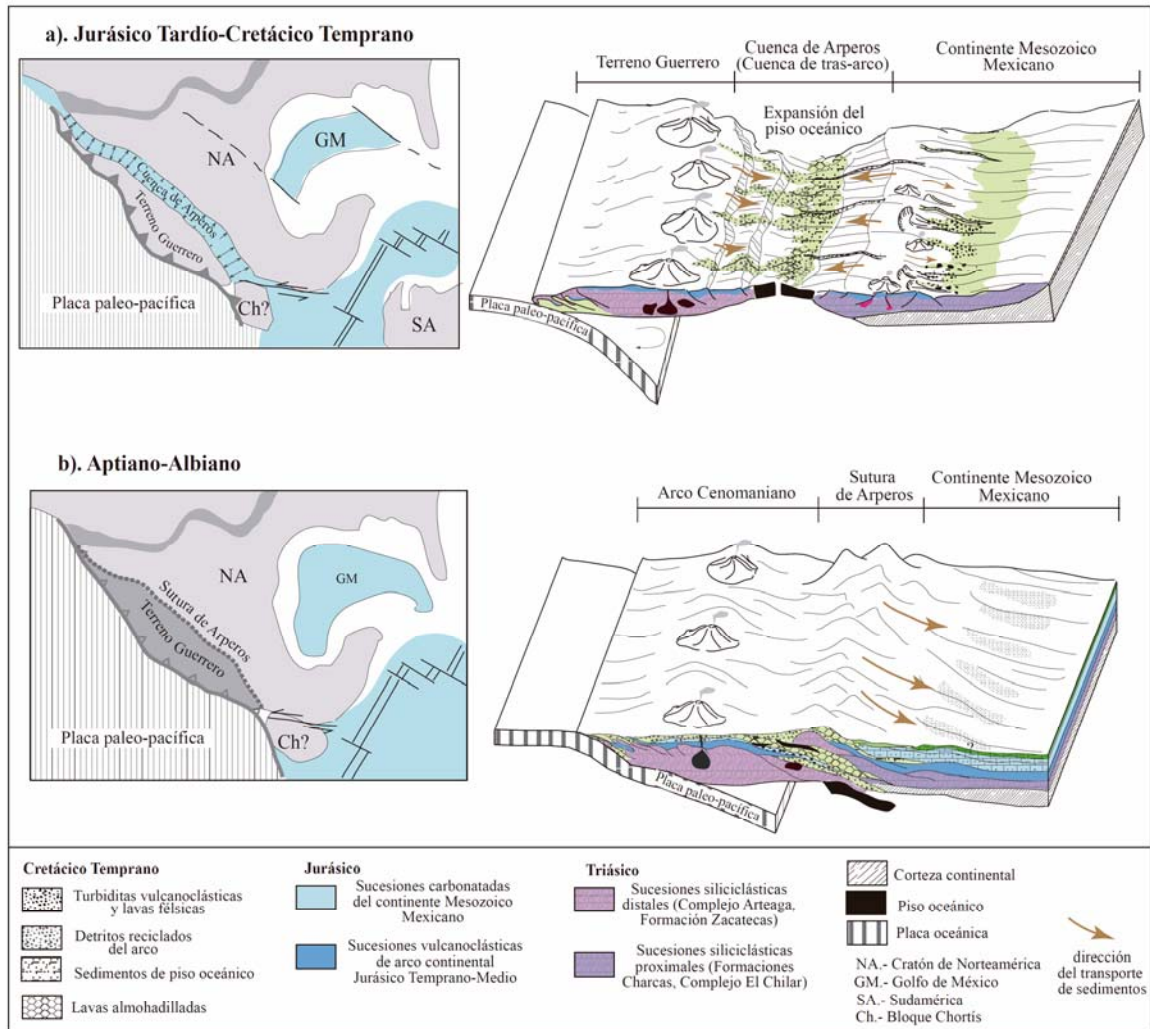 a). Jurásico Tardío-Cretácico Temprano
NA
GM
Cuenca de Arperos
Terreno Guerrero
Placa paleo-pacífica
Ch?
SA
Terreno Guerrero
Cuenca de Arperos
(Cuenca de tras-arco)
Continente Mesozoico
Mexicano
Expansión del
piso oceánico
Placa paleo-pacífica
b). Aptiano-Albiano
NA
GM
Sutura de Arperos
Terreno Guerrero
Placa paleo-pacífica
Ch?
Arco Cenomaniano
Sutura
de Arperos
Continente Mesozoico
Mexicano
?
Placa paleo-pacífica
Cretácico Temprano
Turbiditas vulcanoclásticas
y lavas félsicas
Detritos reciclados
del arco
Sedimentos de piso oceánico
Lavas almohadilladas
Jurásico
Sucesiones carbonatadas
del continente Mesozoico
Mexicano
Sucesiones vulcanoclásticas
de arco continental
Jurásico Temprano-Medio
Triásico
Sucesiones siliciclásticas
distales (Complejo Arteaga,
Formación Zacatecas)
Sucesiones siliciclásticas
proximales (Formaciones
Charcas, Complejo El Chilar)
Corteza continental
Piso oceánico
Placa oceánica
NA.- Cratón de Norteamérica
GM.- Golfo de México
SA.- Sudamérica
Ch.- Bloque Chortís
dirección
del transporte
de sedimentos